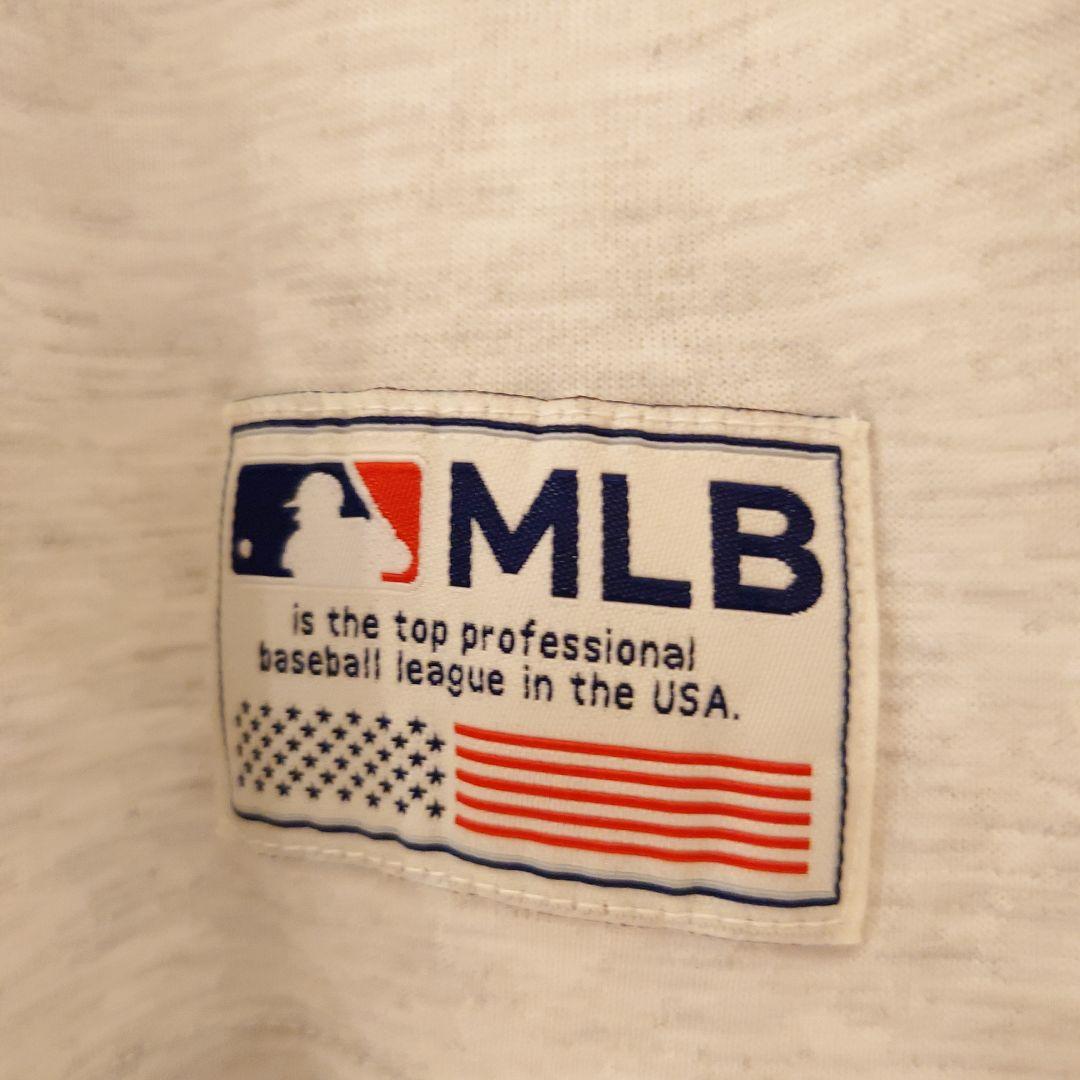 MLB
is the top professional
baseball league in the USA.